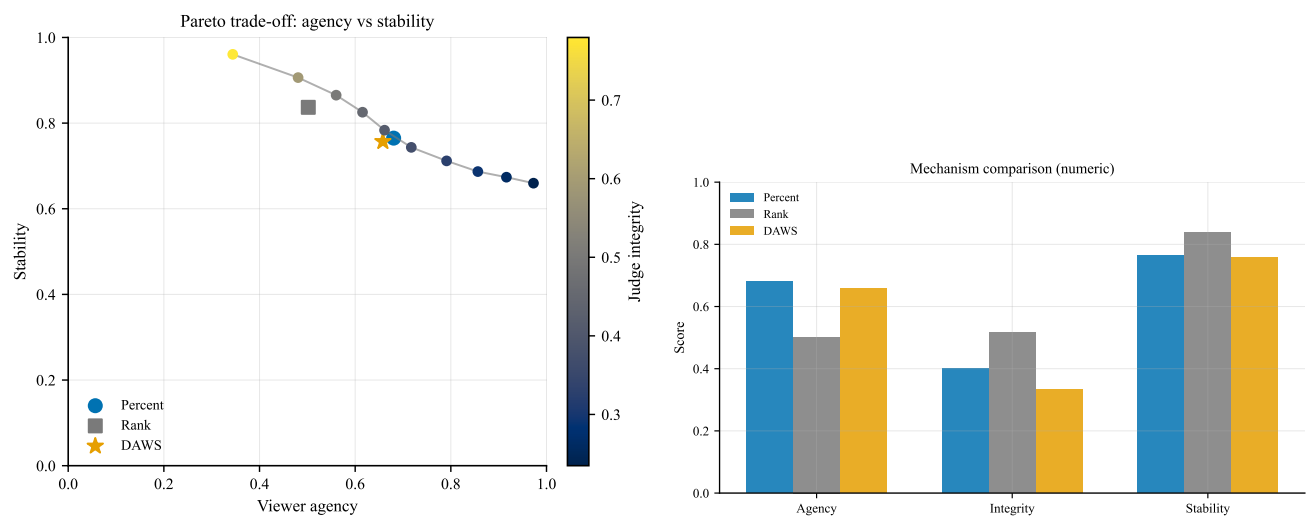 Pareto trade-off: agency vs stability
1.0
0.8
0.6
0.4
0.2
0.0
Stability
Percent
Rank
DAWS
0.0
0.2
0.4
0.6
0.8
1.0
Viewer agency
0.7
0.6
0.5
0.4
0.3
Judge integrity
Mechanism comparison (numeric)
1.0
0.8
0.6
0.4
0.2
0.0
Score
Percent
Rank
DAWS
Agency
Integrity
Stability